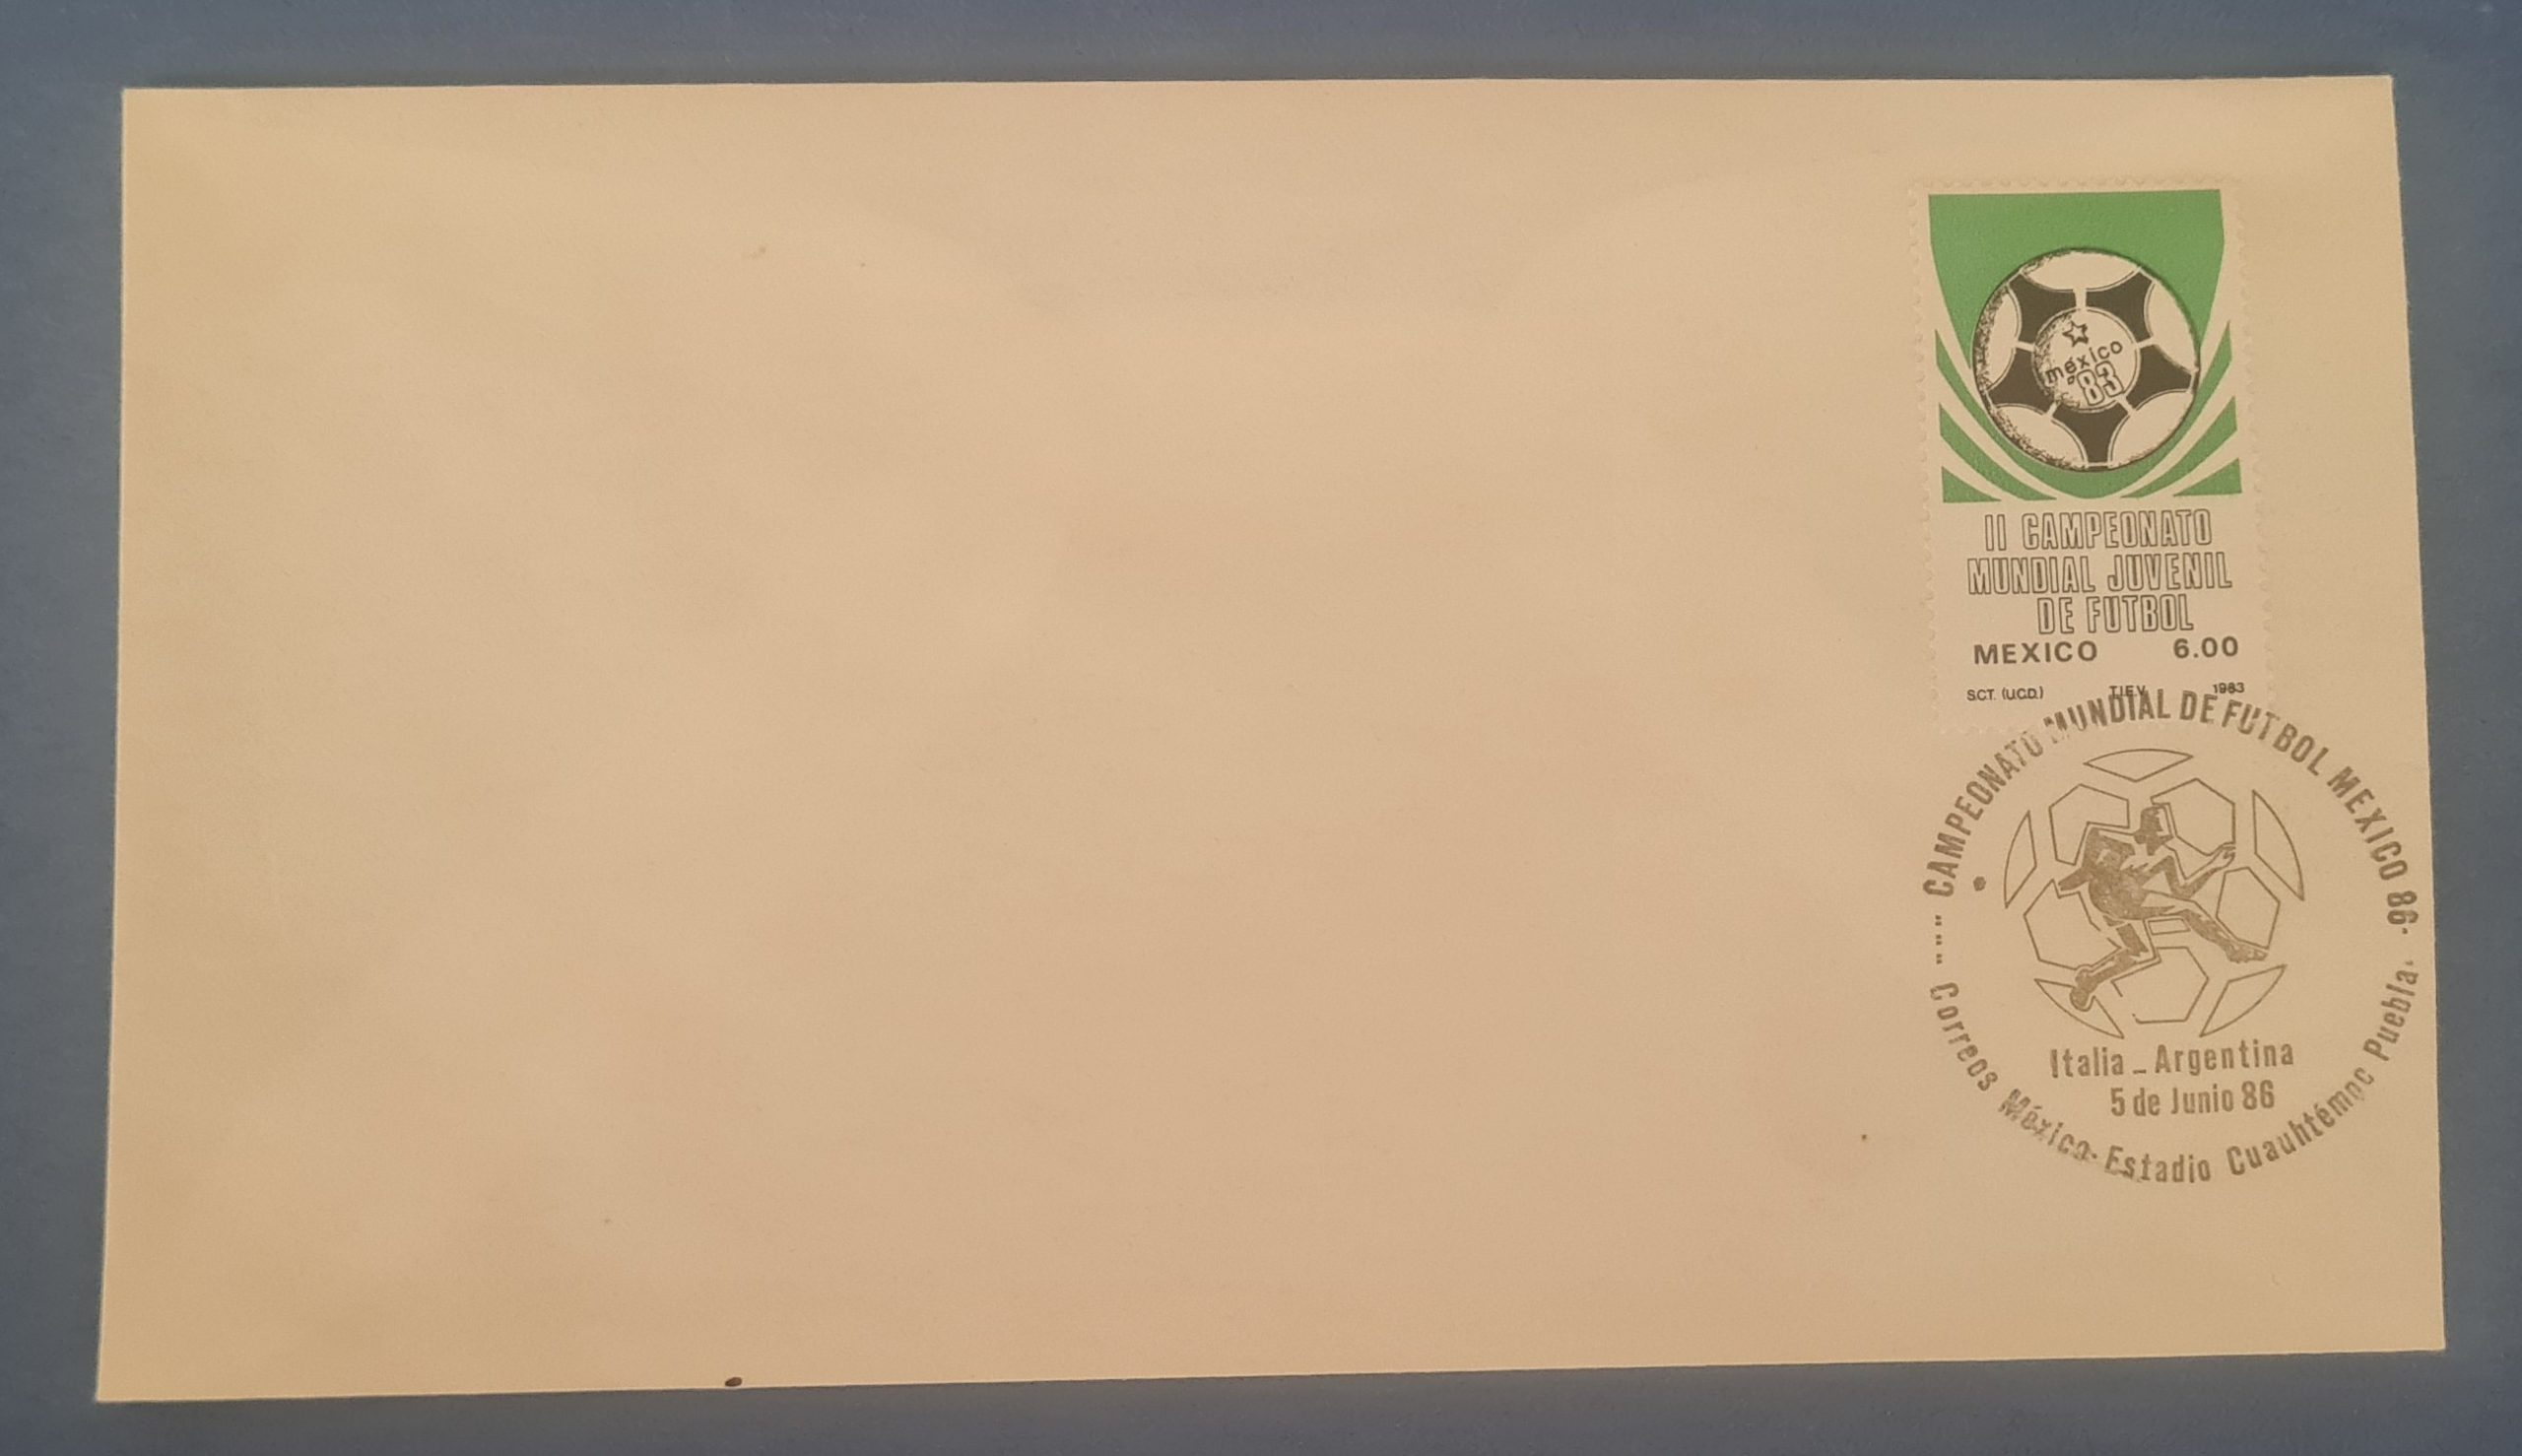 méxico
'83
II CAMPEONATO
MUNDIAL JUVENIL
DE FUTBOL
MEXICO 6.00
SCT. (U.C.D.) T.I.E.V. 1983
CAMPEONATO MUNDIAL DE FUTBOL MEXICO 86.
Italia _ Argentina
5 de Junio 86
Correos México. Estadio Cuauhtémoc Puebla.